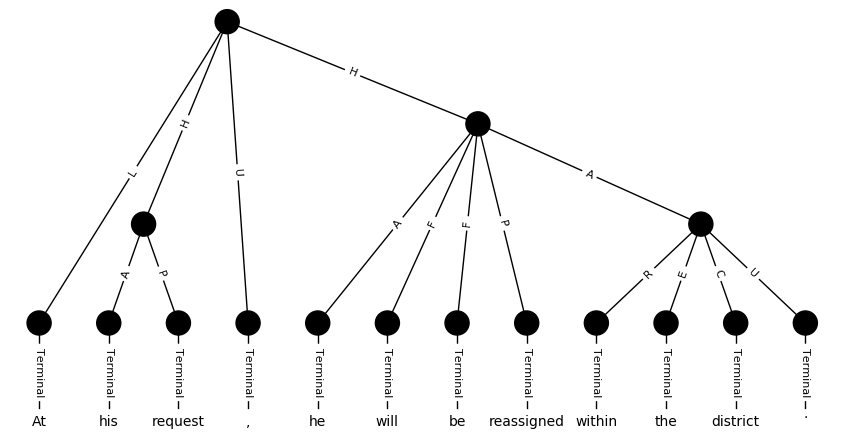 H
H
L
U
A
A
F
F
P
A
P
R
E
C
U
Terminal Terminal Terminal Terminal Terminal Terminal Terminal Terminal Terminal Terminal Terminal Terminal
At his request , he will be reassigned within the district .